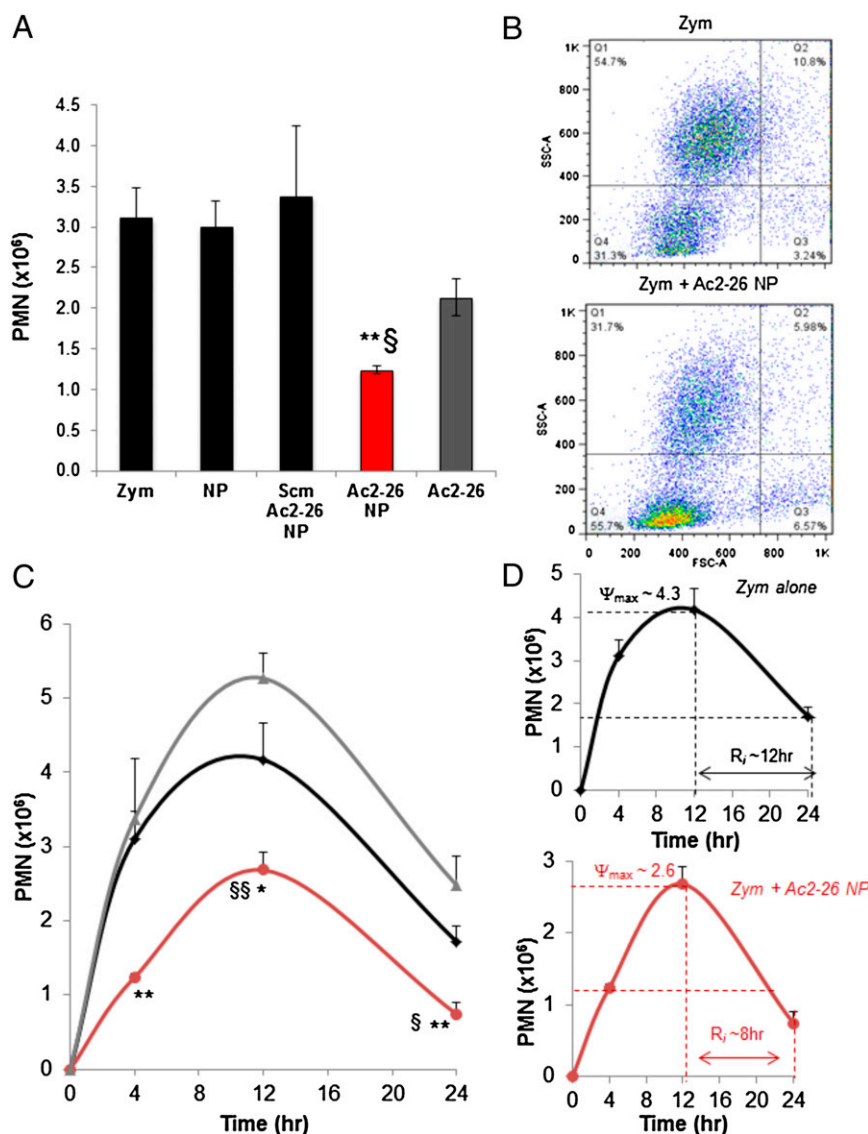 A
PMN (x10⁶)
4.5
4.0
3.5
3.0
2.5
2.0
1.5
1.0
0.5
0.0
**§
Zym
NP
Scm
Ac2-26
NP
Ac2-26
NP
Ac2-26
B
Zym
Q1
54.7%
Q2
10.8%
1K
800
600
400
200
0
SSC-A
Q4
31.3%
Q3
3.24%
Zym + Ac2-26 NP
Q1
31.7%
Q2
5.98%
1K
800
600
400
200
0
SSC-A
Q4
55.7%
Q3
6.57%
0 200 400 600 800 1K
FSC-A
C
PMN (x10⁶)
6
5
4
3
2
1
0
**
§§ *
§ **
0 4 8 12 16 20 24
Time (hr)
D
PMN (x10⁶)
5
4
3
2
1
0
Ψmax ~ 4.3
Zym alone
Ri ~12hr
0 4 8 12 16 20 24
Time (hr)
PMN (x10⁶)
3
2
1
0
Ψmax ~ 2.6
Zym + Ac2-26 NP
Ri ~8hr
0 4 8 12 16 20 24
Time (hr)